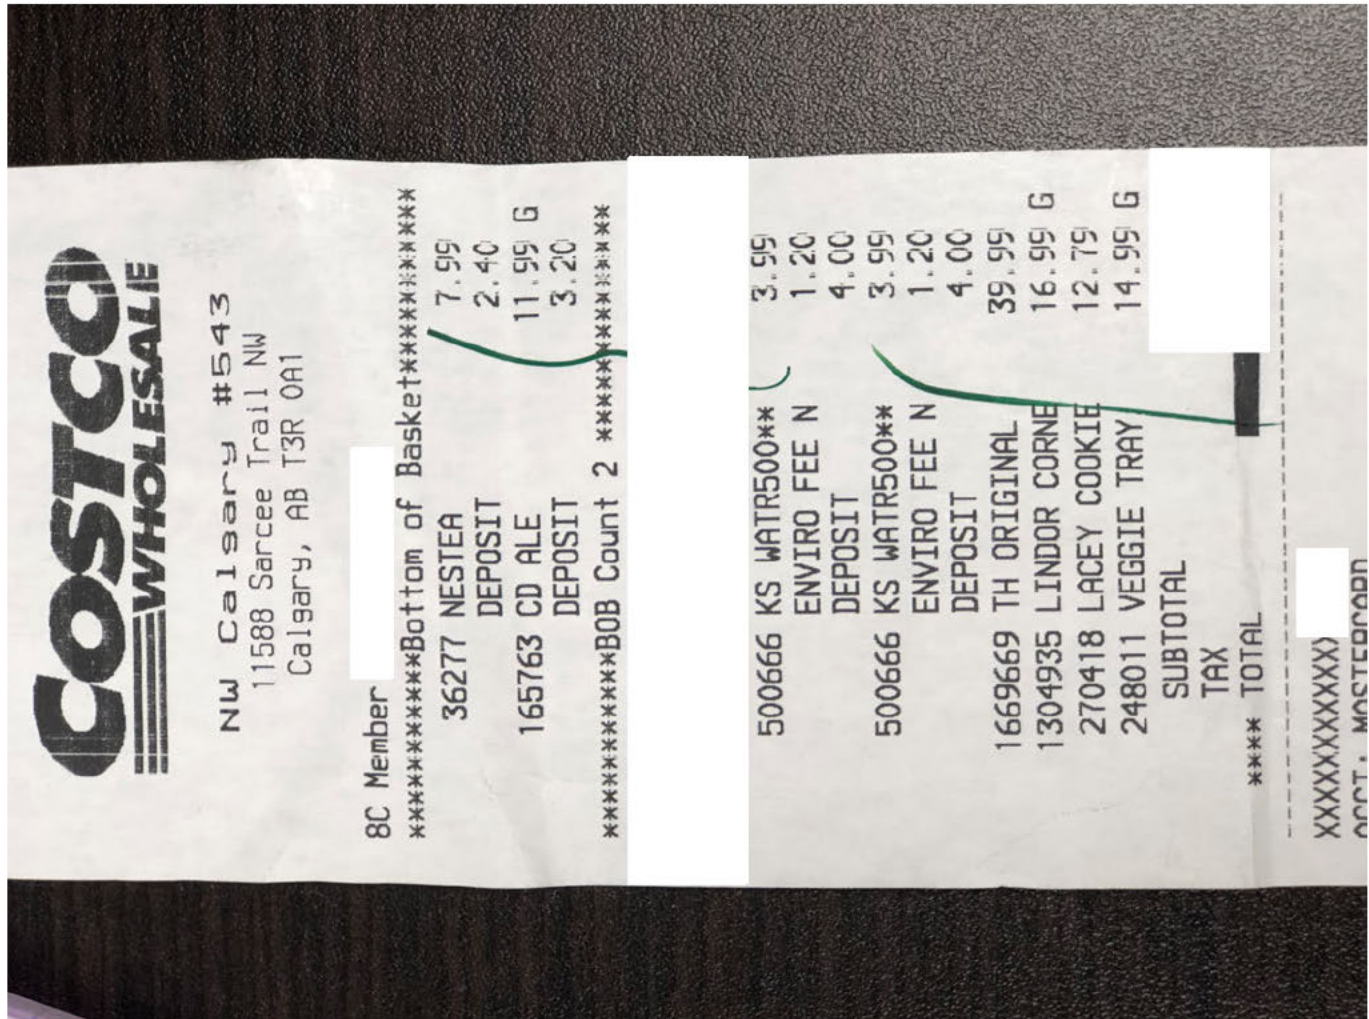 COSTCO
WHOLESALE
NW Calgary #543
11588 Sarcee Trail NW
Calgary, AB T3R 0A1
8C Member
**********Bottom of Basket**********
36277 NESTEA 7.99
DEPOSIT 2.40
165763 CD ALE 11.99 G
DEPOSIT 3.20
**********BOB Count 2 **************
500666 KS WATR500** 3.99
ENVIRO FEE N 1.20
DEPOSIT 4.00
500666 KS WATR500** 3.99
ENVIRO FEE N 1.20
DEPOSIT 4.00
1669669 TH ORIGINAL 39.99
1304935 LINDOR CORNE 16.99 G
270418 LACEY COOKIE 12.79
248011 VEGGIE TRAY 14.99 G
SUBTOTAL
TAX
**** TOTAL
XXXXXXXXXXXX
ACCT. MASTERCARD